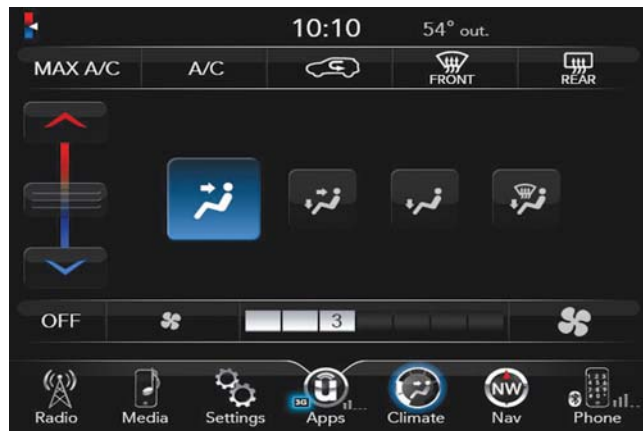 10:10 54° out.
MAX A/C A/C FRONT REAR
OFF 3
3G NW
Radio Media Settings Apps Climate Nav Phone